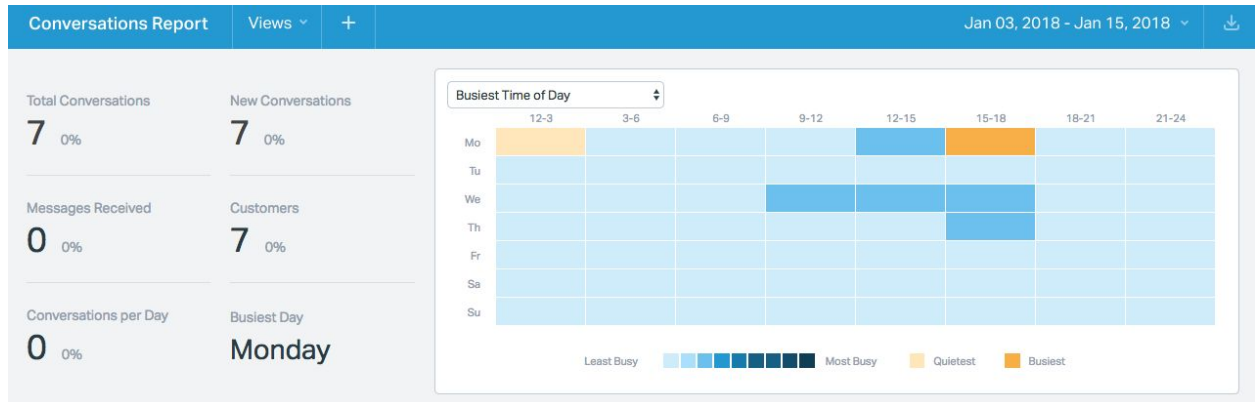 Conversations Report Views + Jan 03, 2018 - Jan 15, 2018
Total Conversations
7 0%
New Conversations
7 0%
Messages Received
0 0%
Customers
7 0%
Conversations per Day
0 0%
Busiest Day
Monday
Busiest Time of Day
12-3 3-6 6-9 9-12 12-15 15-18 18-21 21-24
Mo
Tu
We
Th
Fr
Sa
Su
Least Busy Most Busy Quietest Busiest